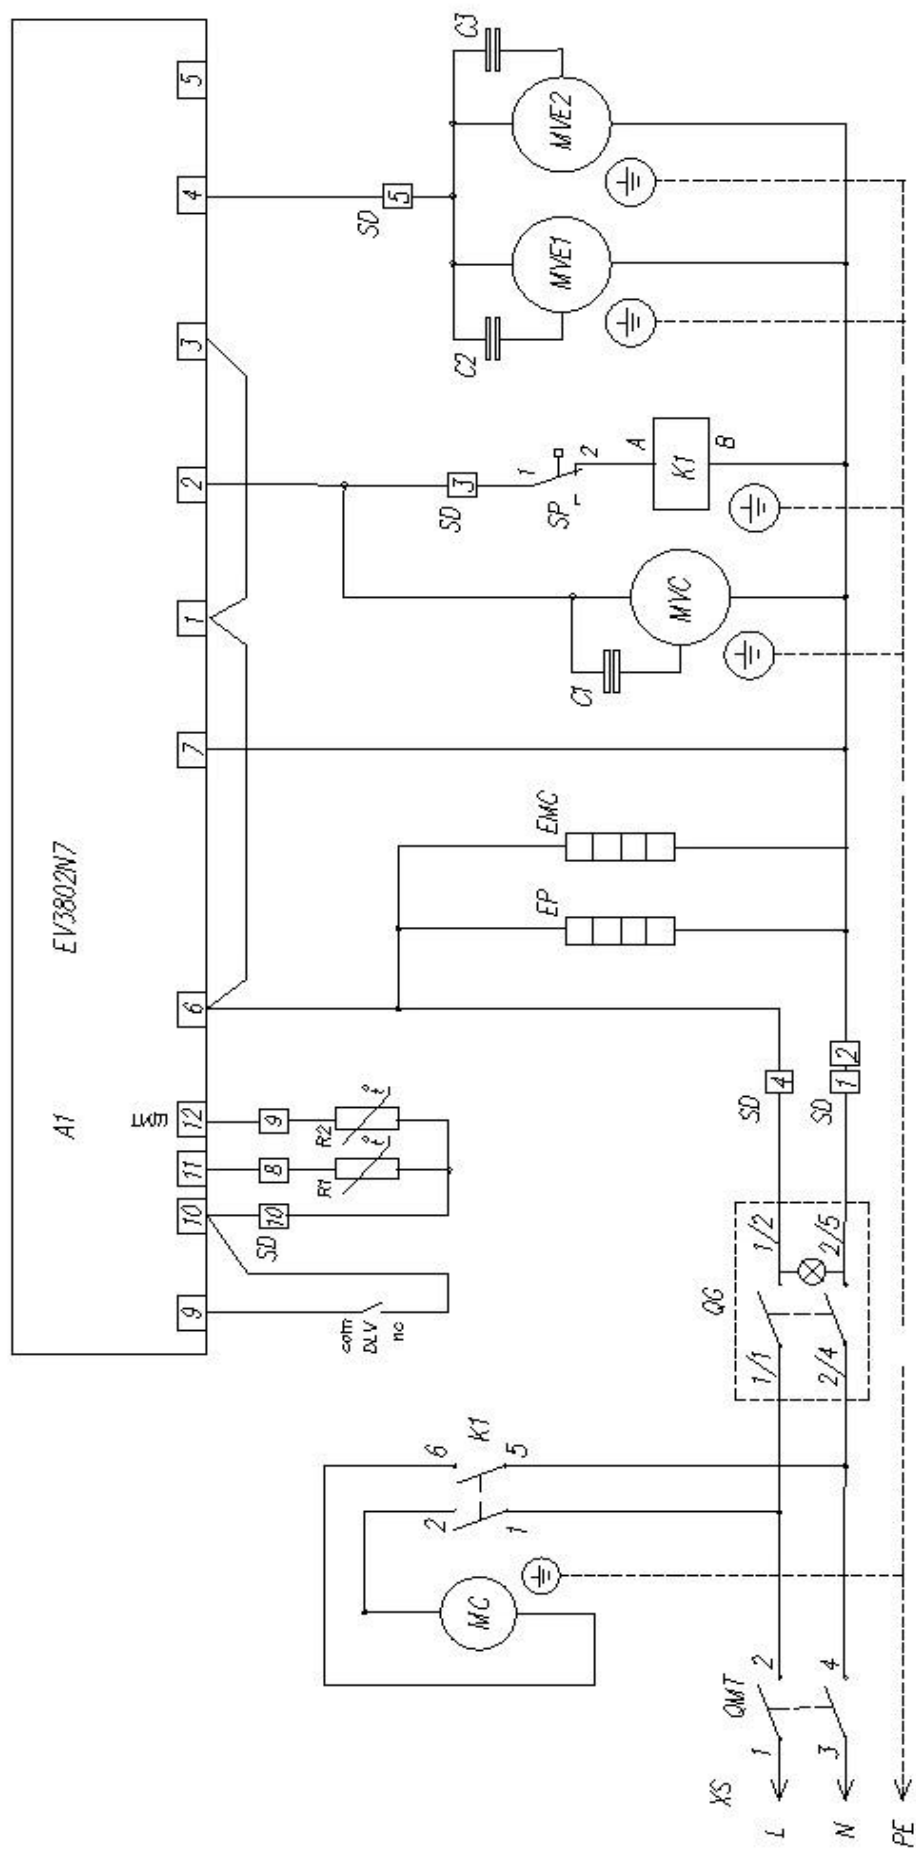 A1 EV3802N7
9 10 11 12 6 7 1 2 3 4 5
SD 10 8 9
R1 R2
t° t°
com
DLV
nc
SD 5
6 2 K1
5 1
MC
SD 3
C2 C3
MVE1 MVE2
EP EMC
1
SP
2
C1
MVC
A
K1
B
QG
SD 4
SD 1 2
1/1 1/2
2/4 2/5
XS QMT
L 1 2
N 3 4
PE